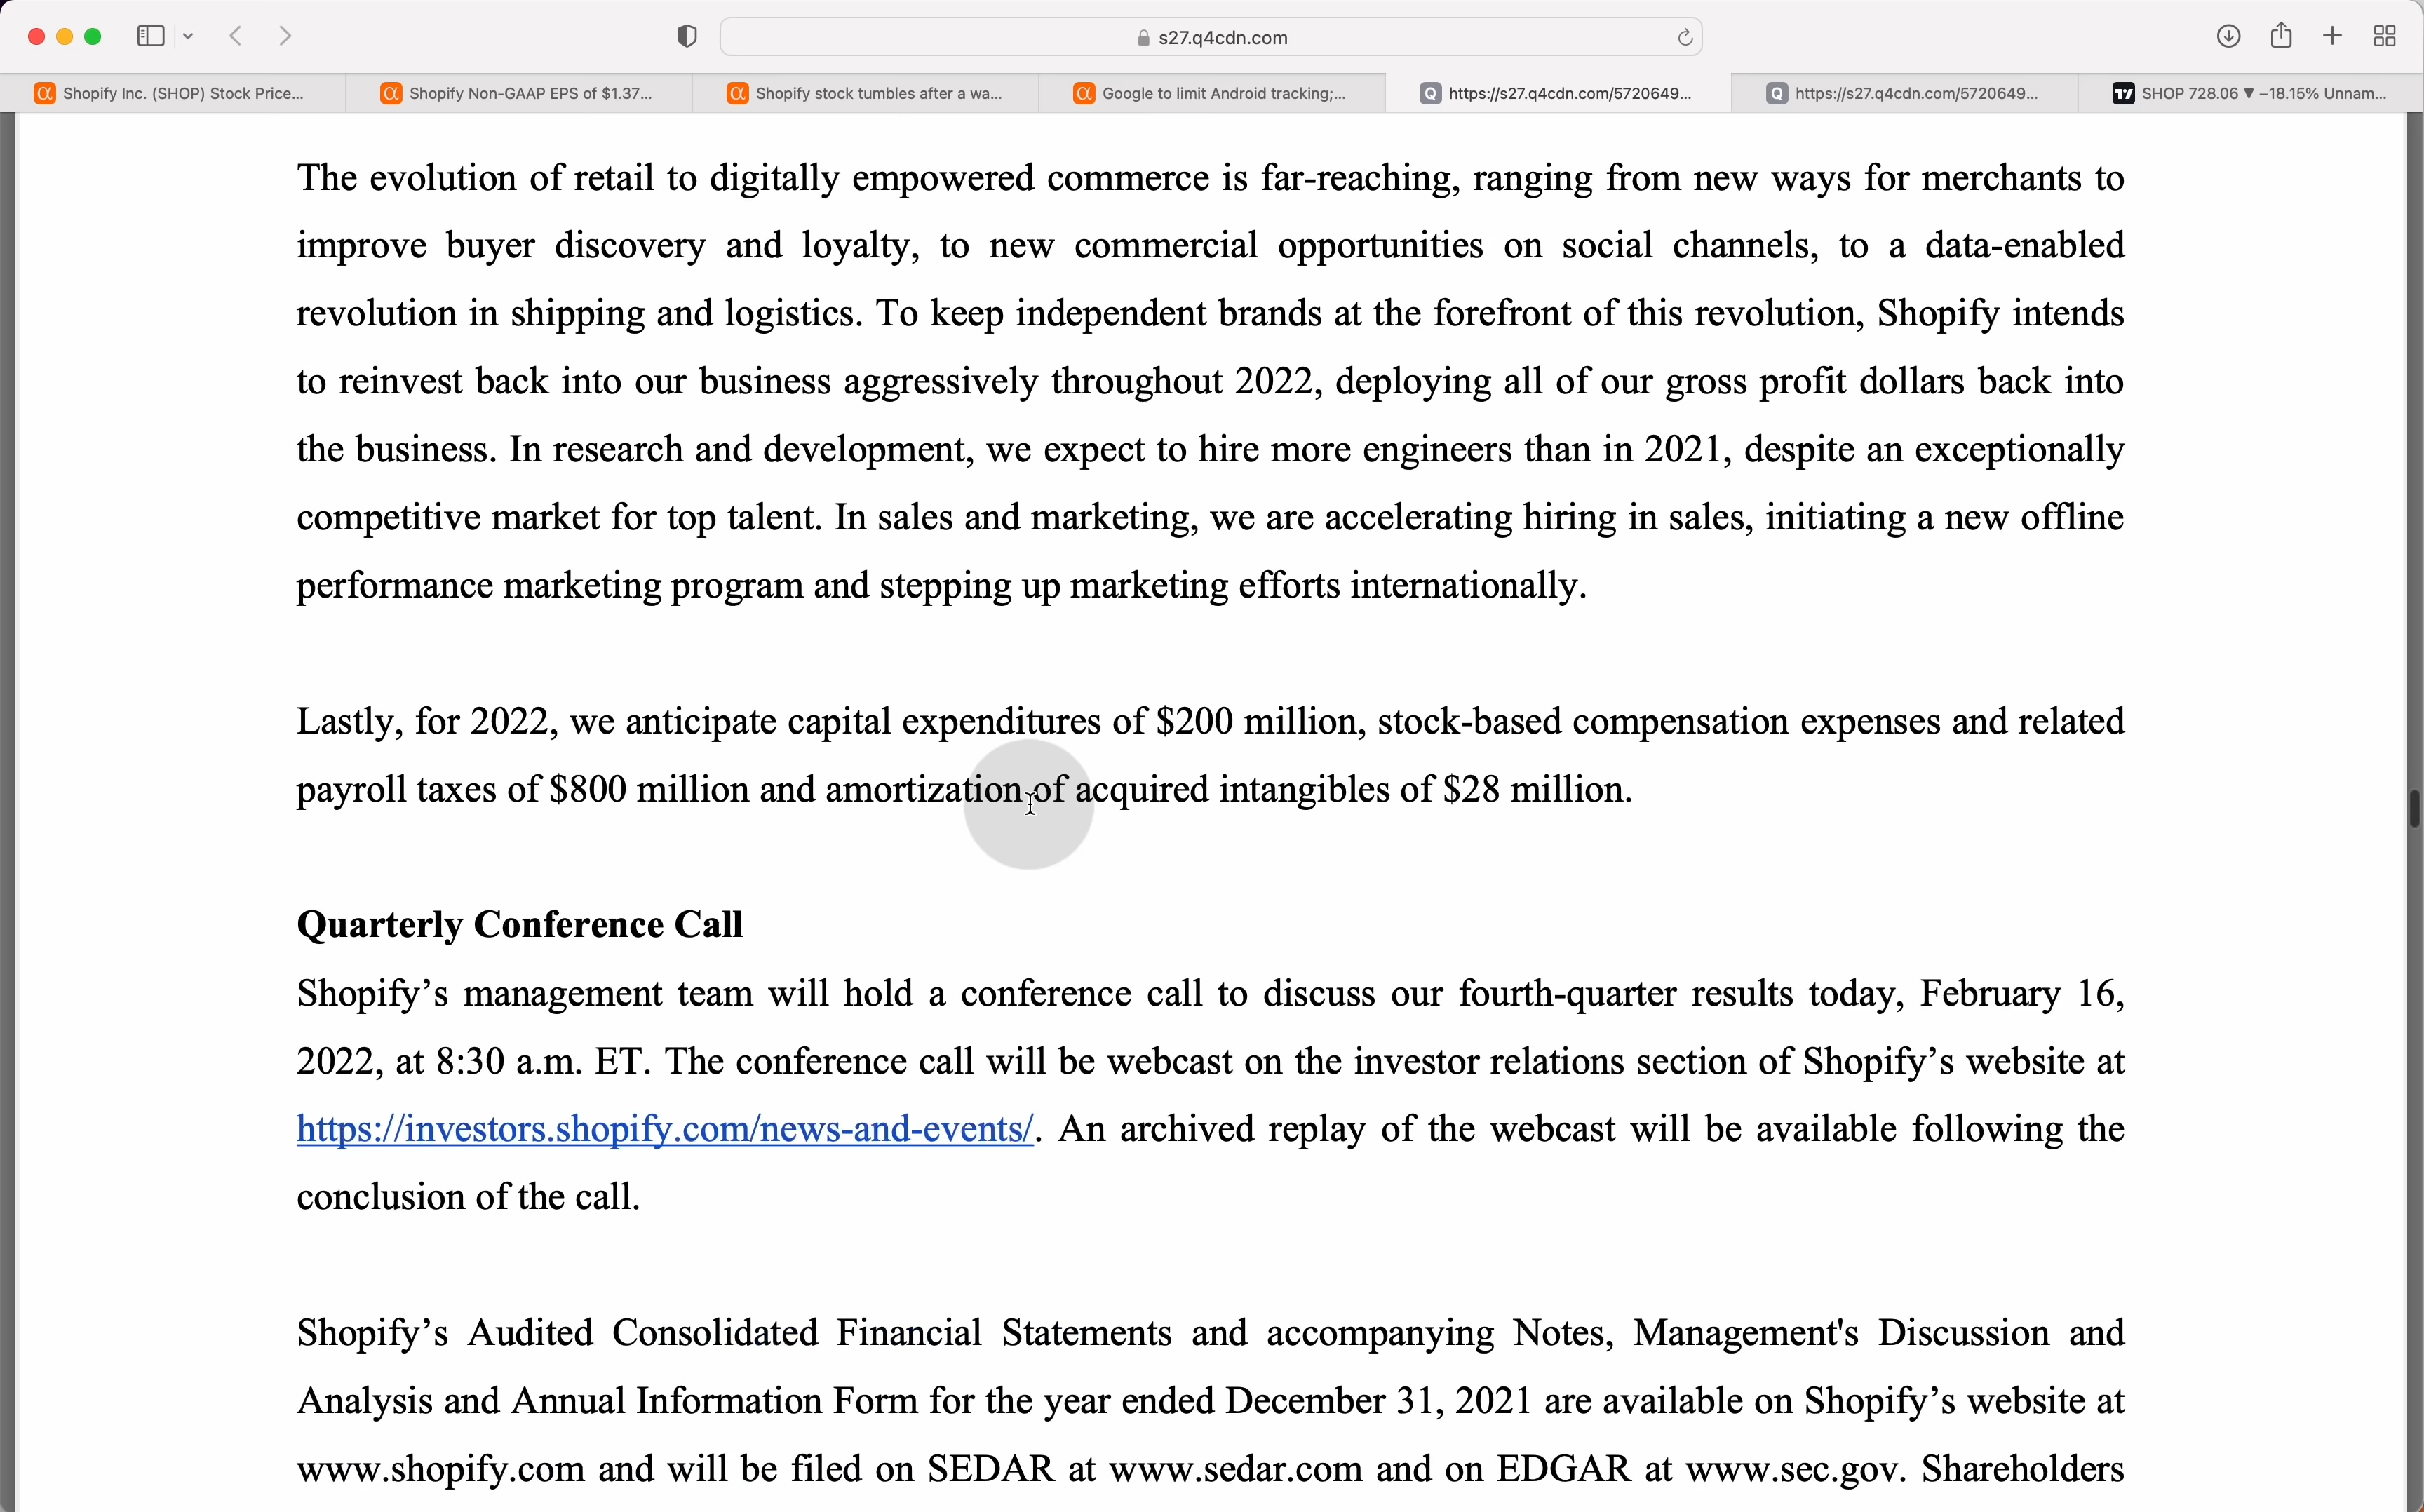 s27.q4cdn.com
Shopify Inc. (SHOP) Stock Price...
Shopify Non-GAAP EPS of $1.37...
Shopify stock tumbles after a wa...
Google to limit Android tracking;...
https://s27.q4cdn.com/5720649...
https://s27.q4cdn.com/5720649...
SHOP 728.06 ▼ −18.15% Unnam...
The evolution of retail to digitally empowered commerce is far-reaching, ranging from new ways for merchants to
improve buyer discovery and loyalty, to new commercial opportunities on social channels, to a data-enabled
revolution in shipping and logistics. To keep independent brands at the forefront of this revolution, Shopify intends
to reinvest back into our business aggressively throughout 2022, deploying all of our gross profit dollars back into
the business. In research and development, we expect to hire more engineers than in 2021, despite an exceptionally
competitive market for top talent. In sales and marketing, we are accelerating hiring in sales, initiating a new offline
performance marketing program and stepping up marketing efforts internationally.
Lastly, for 2022, we anticipate capital expenditures of $200 million, stock-based compensation expenses and related
payroll taxes of $800 million and amortization of acquired intangibles of $28 million.
Quarterly Conference Call
Shopify’s management team will hold a conference call to discuss our fourth-quarter results today, February 16,
2022, at 8:30 a.m. ET. The conference call will be webcast on the investor relations section of Shopify’s website at
https://investors.shopify.com/news-and-events/. An archived replay of the webcast will be available following the
conclusion of the call.
Shopify’s Audited Consolidated Financial Statements and accompanying Notes, Management's Discussion and
Analysis and Annual Information Form for the year ended December 31, 2021 are available on Shopify’s website at
www.shopify.com and will be filed on SEDAR at www.sedar.com and on EDGAR at www.sec.gov. Shareholders